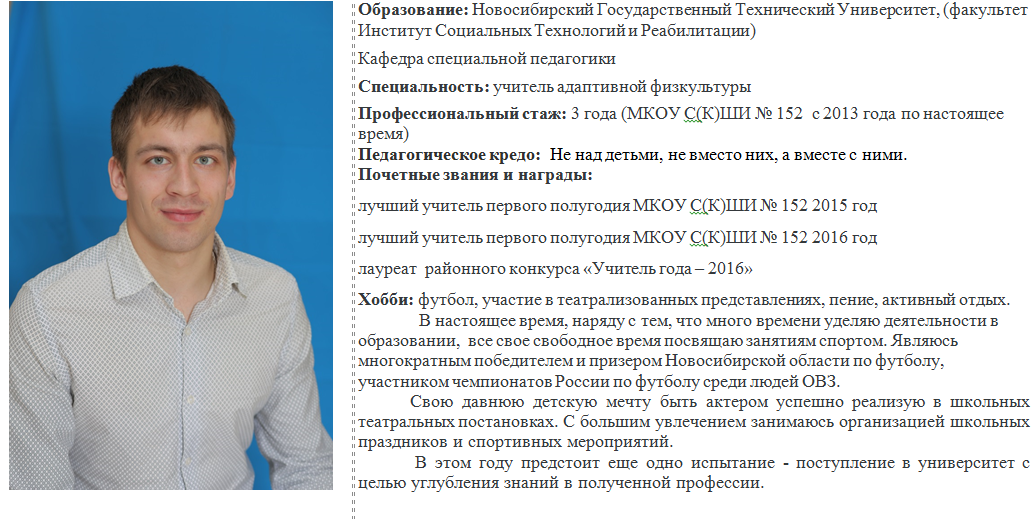 Образование: Новосибирский Государственный Технический Университет, (факультет
Институт Социальных Технологий и Реабилитации)
Кафедра специальной педагогики
Специальность: учитель адаптивной физкультуры
Профессиональный стаж: 3 года (МКОУ С(К)ШИ № 152 с 2013 года по настоящее
время)
Педагогическое кредо: Не над детьми, не вместо них, а вместе с ними.
Почетные звания и награды:
лучший учитель первого полугодия МКОУ С(К)ШИ № 152 2015 год
лучший учитель первого полугодия МКОУ С(К)ШИ № 152 2016 год
лауреат районного конкурса «Учитель года – 2016»
Хобби: футбол, участие в театрализованных представлениях, пение, активный отдых.
В настоящее время, наряду с тем, что много времени уделяю деятельности в
образовании, все свое свободное время посвящаю занятиям спортом. Являюсь
многократным победителем и призером Новосибирской области по футболу,
участником чемпионатов России по футболу среди людей ОВЗ.
Свою давнюю детскую мечту быть актером успешно реализую в школьных
театральных постановках. С большим увлечением занимаюсь организацией школьных
праздников и спортивных мероприятий.
В этом году предстоит еще одно испытание - поступление в университет с
целью углубления знаний в полученной профессии.